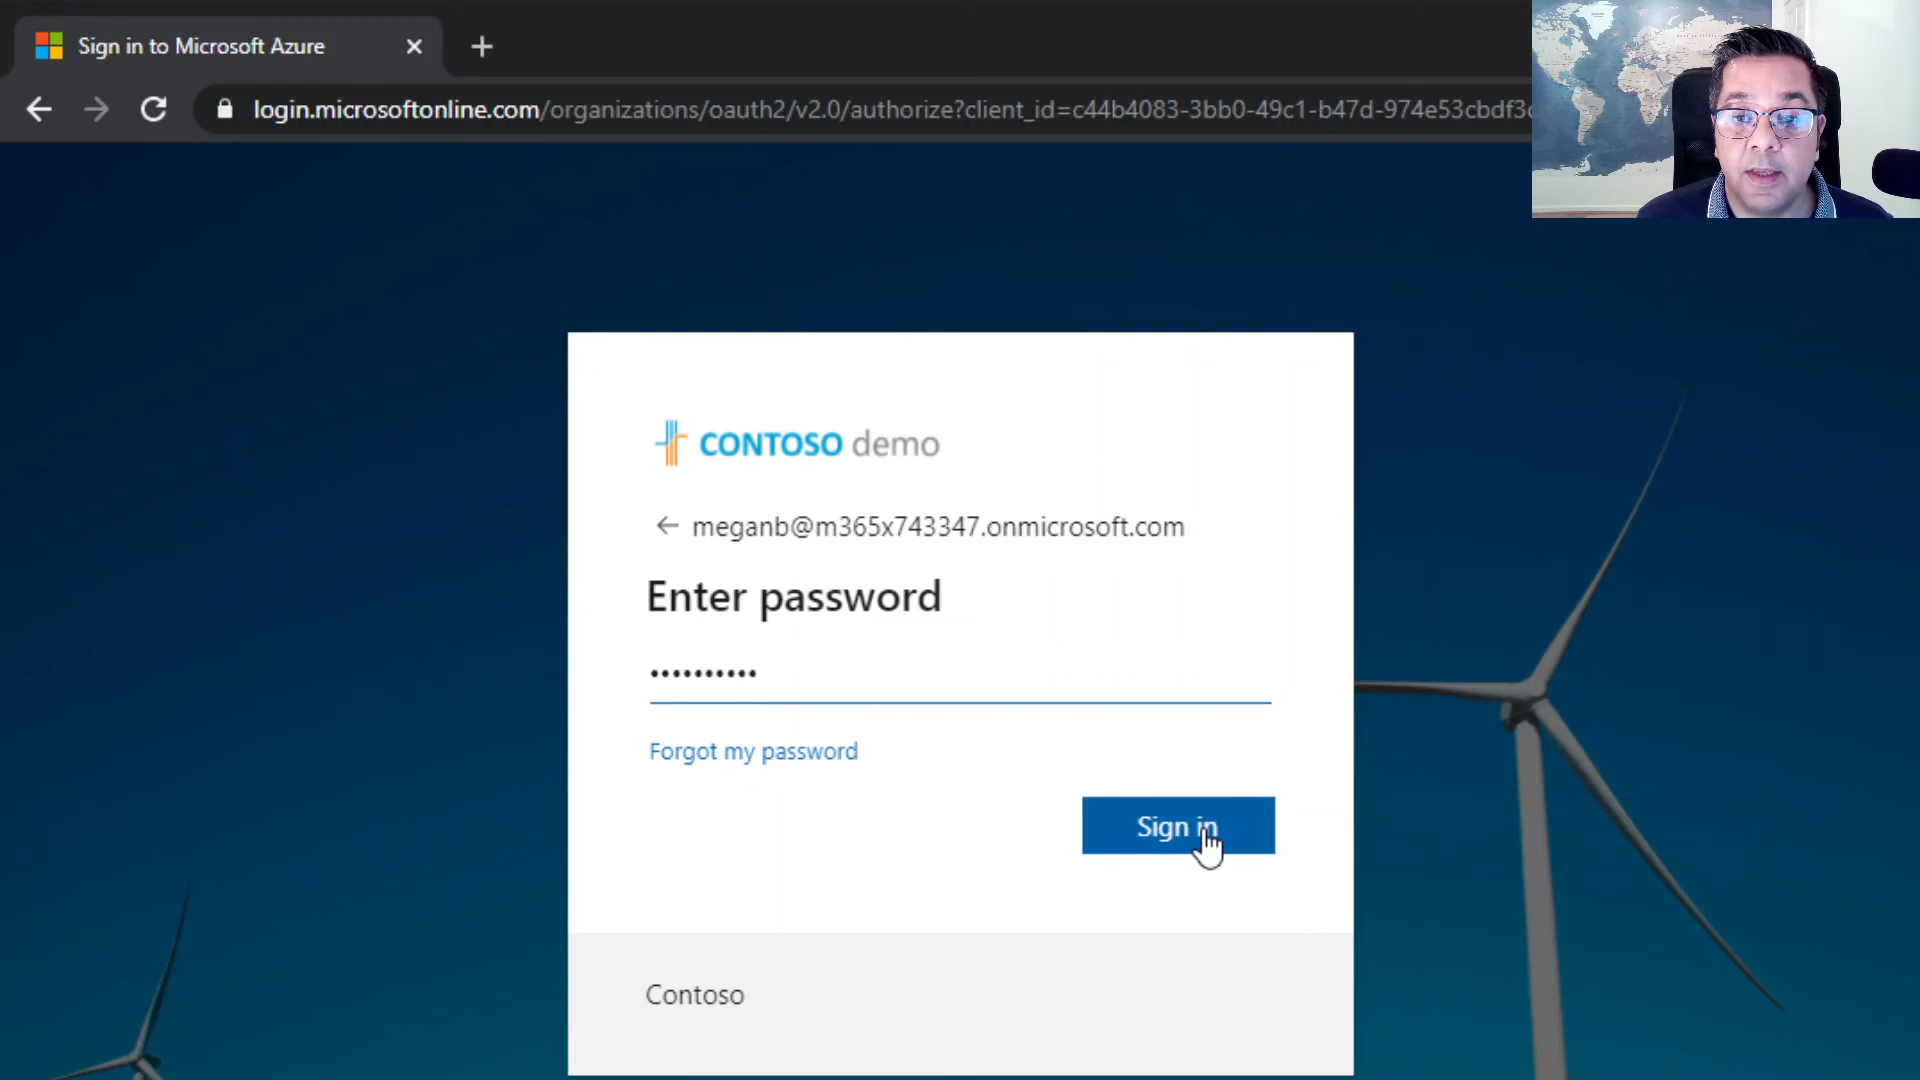 Sign in to Microsoft Azure
login.microsoftonline.com/organizations/oauth2/v2.0/authorize?client_id=c44b4083-3bb0-49c1-b47d-974e53cbdf3c
CONTOSO demo
meganb@m365x743347.onmicrosoft.com
Enter password
••••••••••
Forgot my password
Sign in
Contoso